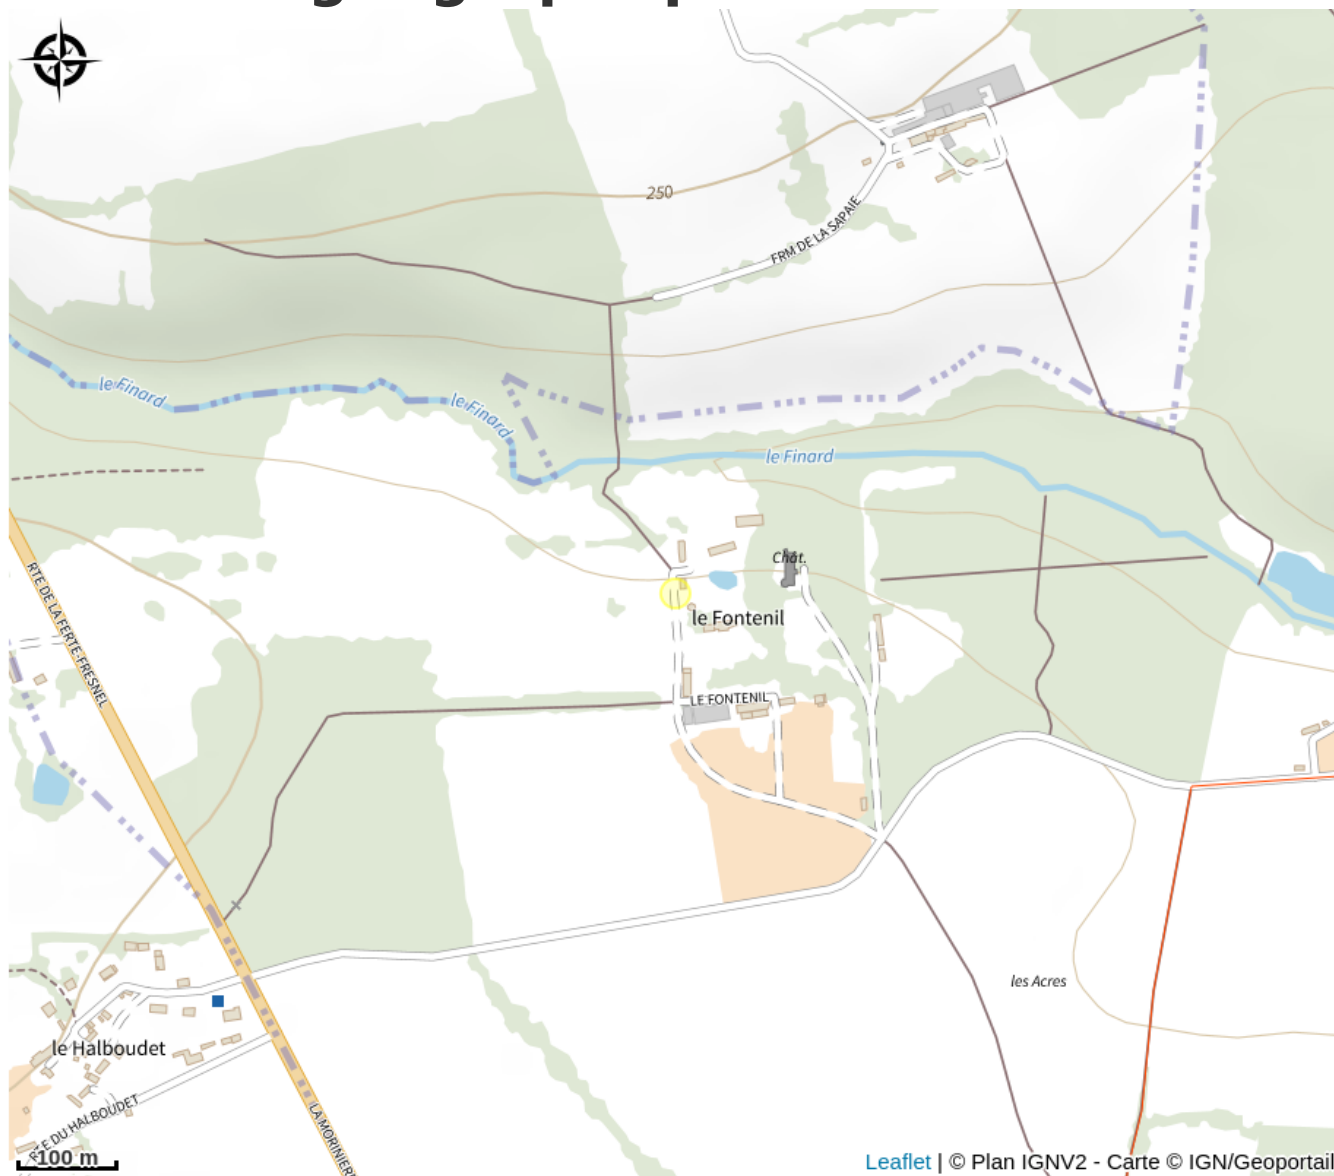 250
FRM DE LA SAPAIE
le Finard
le Finard
le Finard
Chât.
le Fontenil
RTE DE LA FERTE-FRESNEL
LE FONTENIL
les Acres
le Halboudet
RTE DU HALBOUDET
LA MORINIERE
100 m
Leaflet | © Plan IGNV2 - Carte © IGN/Geoportail